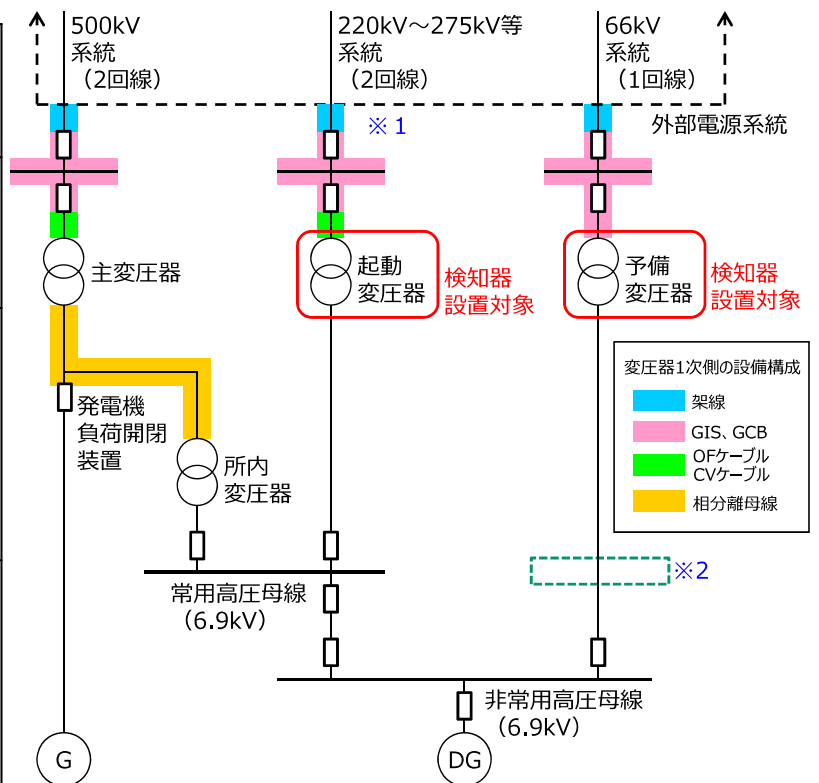 500kV
系統
（2回線）
220kV～275kV等
系統
（2回線）
66kV
系統
（1回線）
※１
外部電源系統
主変圧器
起動
変圧器
検知器
設置対象
予備
変圧器
検知器
設置対象
変圧器1次側の設備構成
架線
GIS、GCB
OFケーブル
CVケーブル
相分離母線
発電機
負荷開閉
装置
所内
変圧器
※2
常用高圧母線
（6.9kV）
非常用高圧母線
（6.9kV）
G
DG